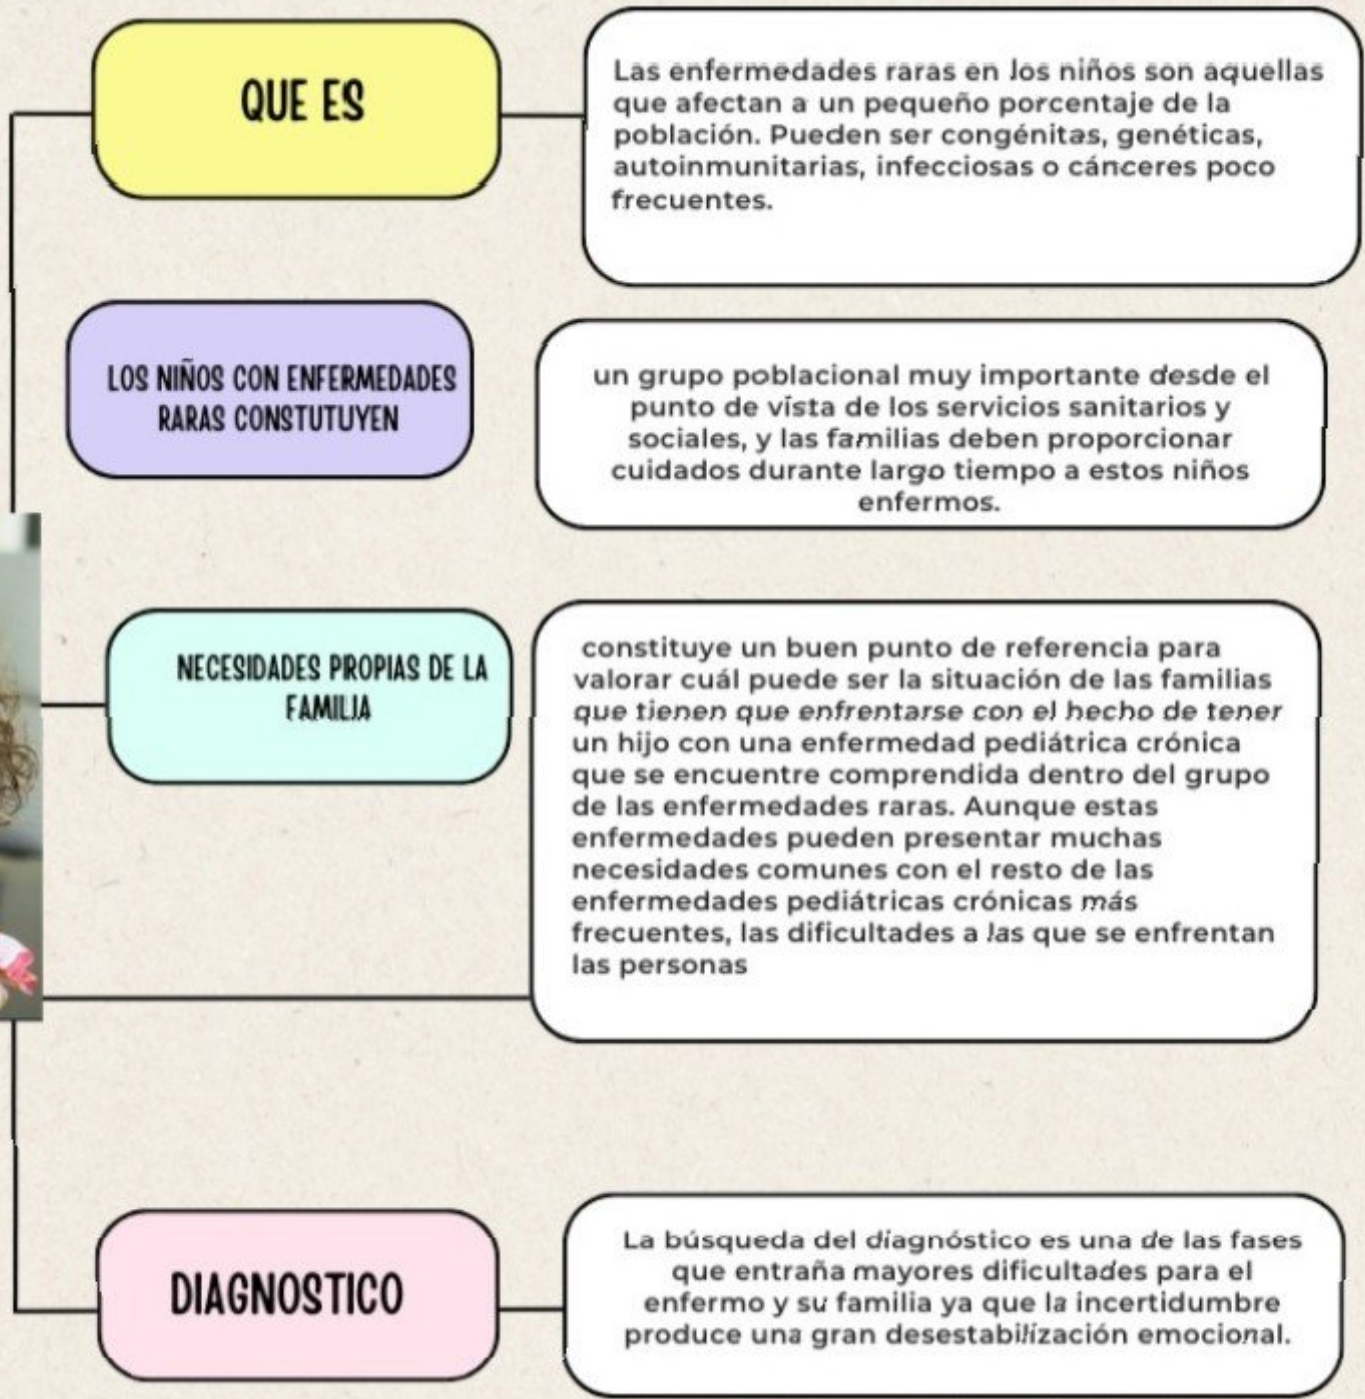 QUE ES
Las enfermedades raras en los niños son aquellas
que afectan a un pequeño porcentaje de la
población. Pueden ser congénitas, genéticas,
autoinmunitarias, infecciosas o cánceres poco
frecuentes.
LOS NIÑOS CON ENFERMEDADES
RARAS CONSTUTUYEN
un grupo poblacional muy importante desde el
punto de vista de los servicios sanitarios y
sociales, y las familias deben proporcionar
cuidados durante largo tiempo a estos niños
enfermos.
NECESIDADES PROPIAS DE LA
FAMILIA
constituye un buen punto de referencia para
valorar cuál puede ser la situación de las familias
que tienen que enfrentarse con el hecho de tener
un hijo con una enfermedad pediátrica crónica
que se encuentre comprendida dentro del grupo
de las enfermedades raras. Aunque estas
enfermedades pueden presentar muchas
necesidades comunes con el resto de las
enfermedades pediátricas crónicas más
frecuentes, las dificultades a las que se enfrentan
las personas
DIAGNOSTICO
La búsqueda del diagnóstico es una de las fases
que entraña mayores dificultades para el
enfermo y su familia ya que la incertidumbre
produce una gran desestabilización emocional.